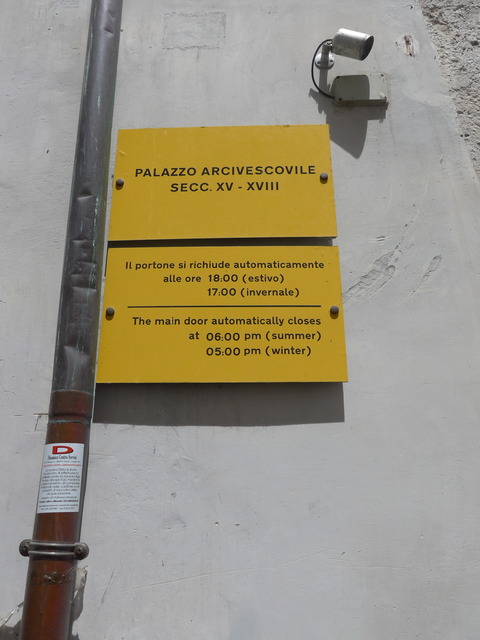 PALAZZO ARCIVESCOVILE
SECC. XV - XVIII
Il portone si richiude automaticamente
alle ore 18:00 (estivo)
17:00 (invernale)
The main door automatically closes
at 06:00 pm (summer)
05:00 pm (winter)
D